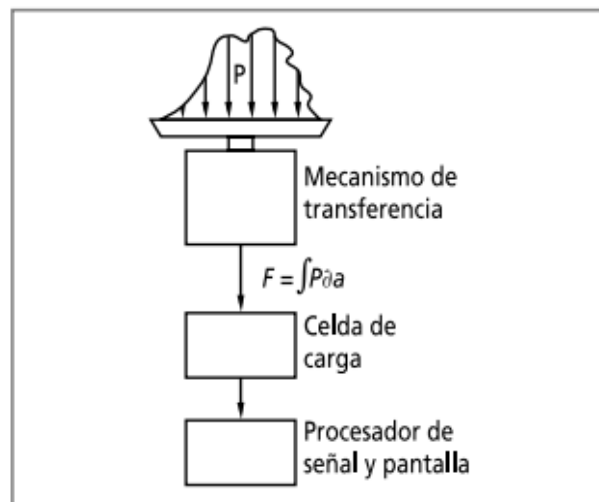 P
Mecanismo de
transferencia
F = ∫P∂a
Celda de
carga
Procesador de
señal y pantalla